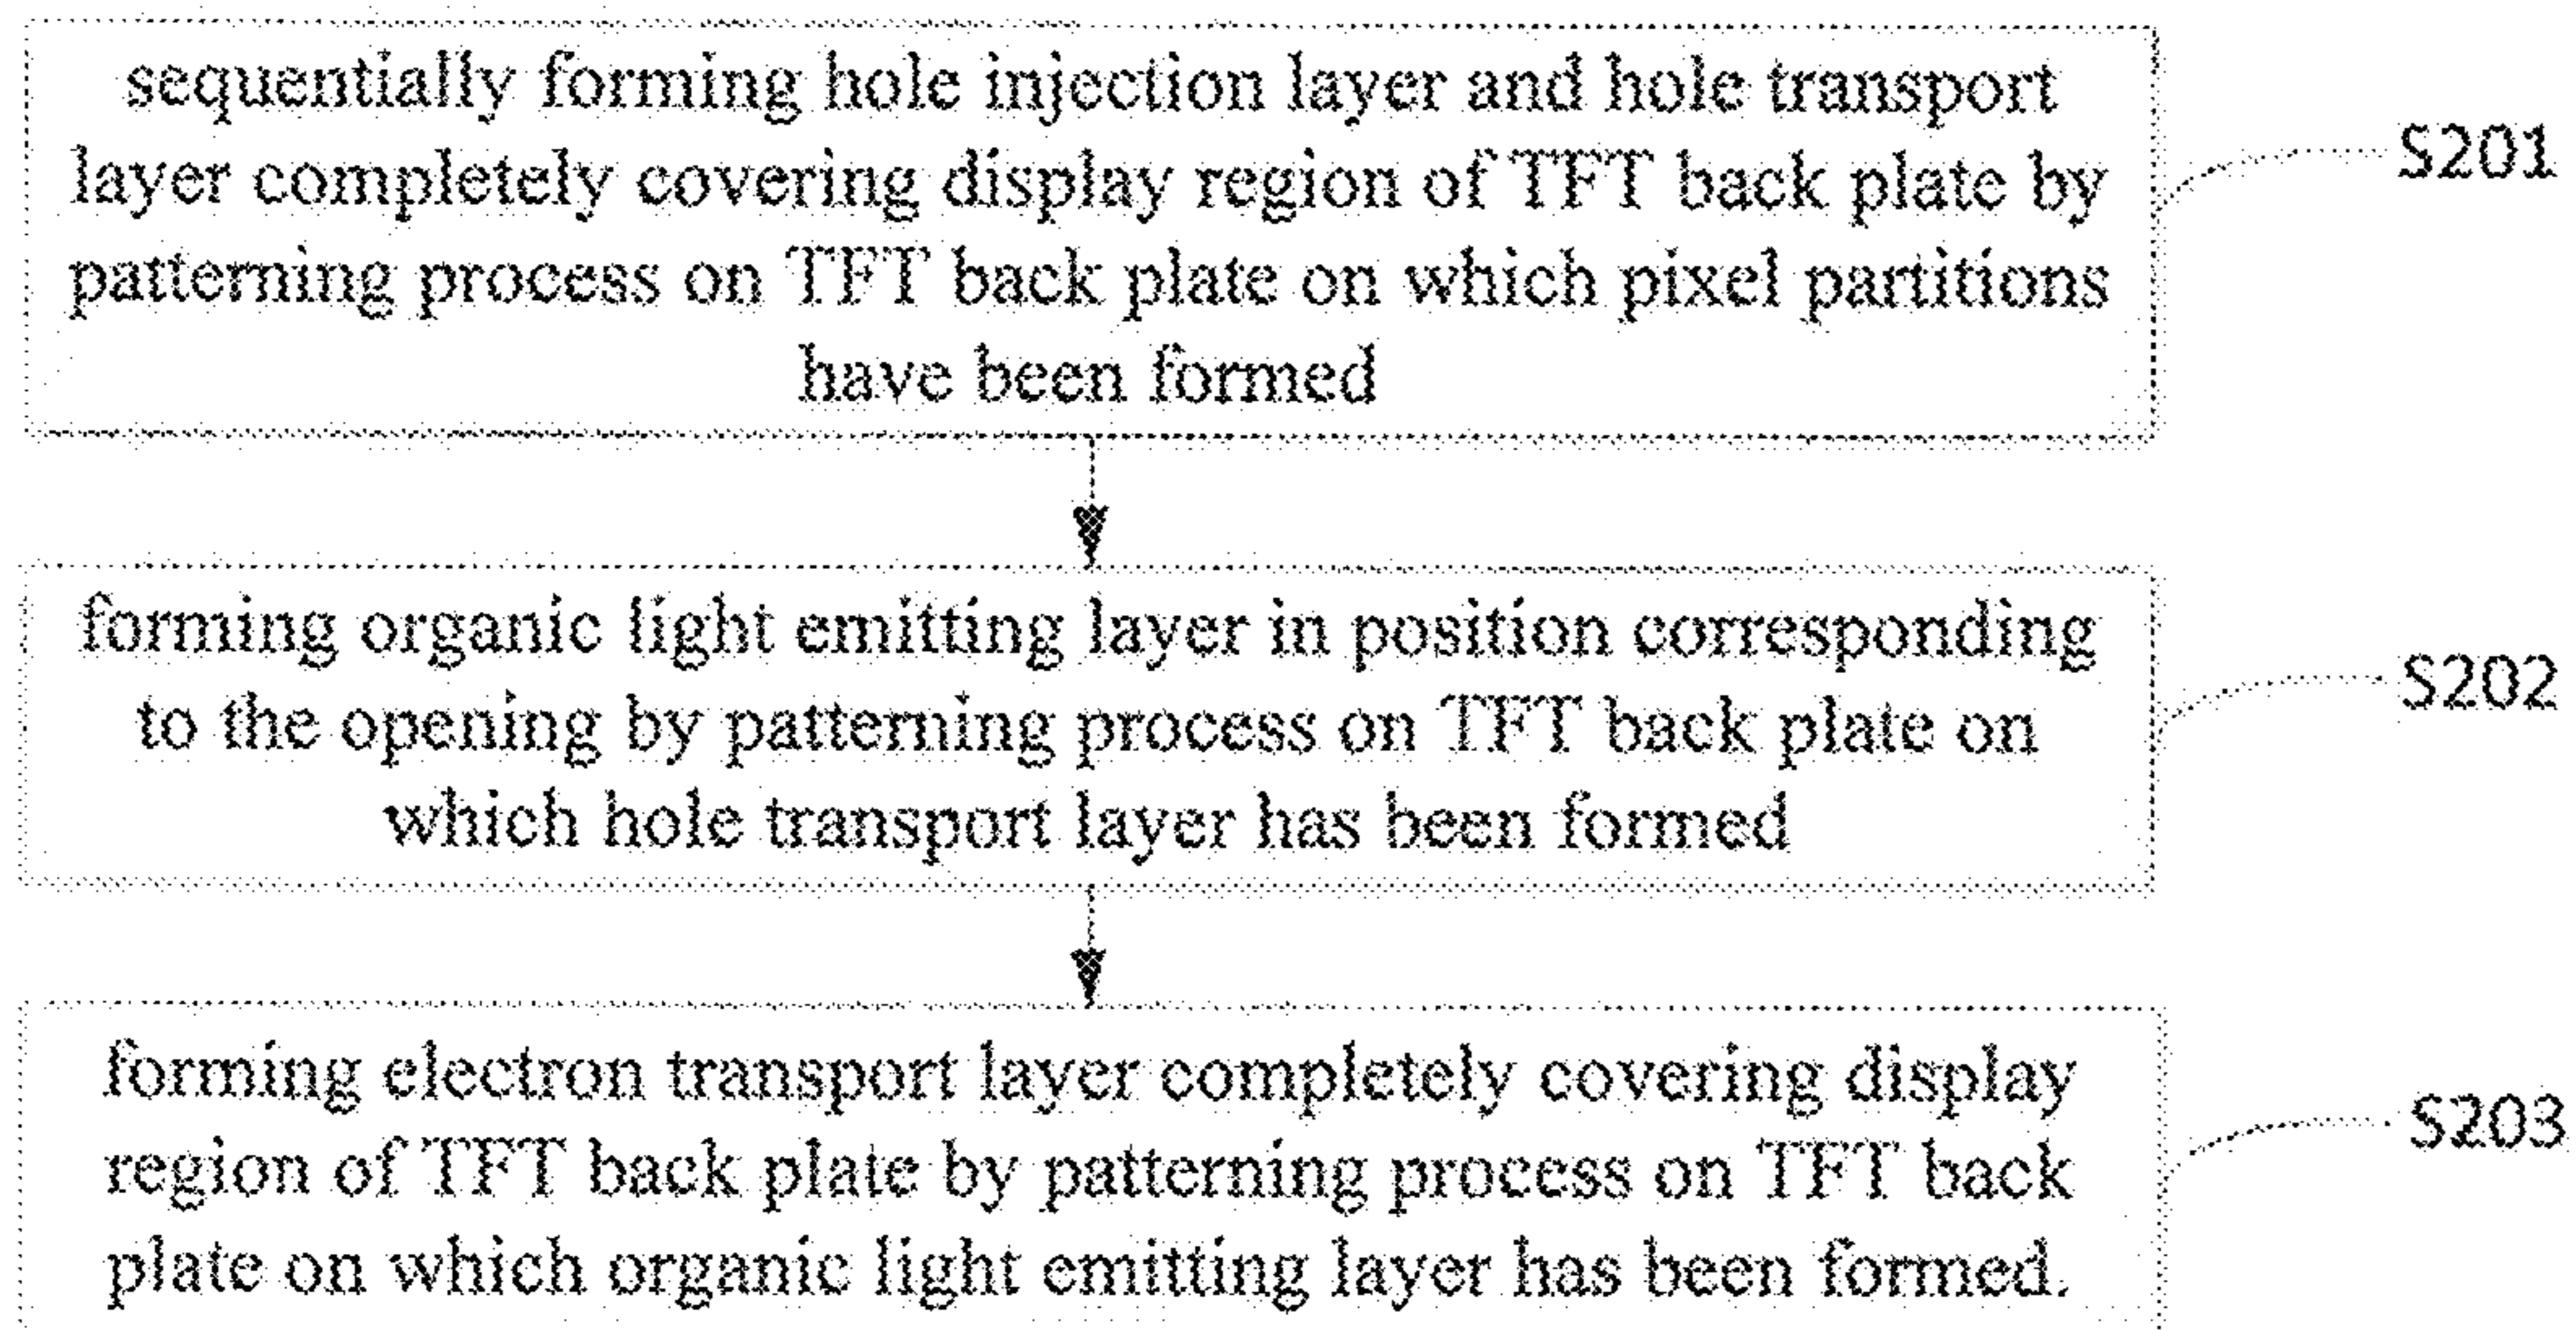 sequentially forming hole injection layer and hole transport
layer completely covering display region of TFT back plate by
patterning process on TFT back plate on which pixel partitions
have been formed
S201
forming organic light emitting layer in position corresponding
to the opening by patterning process on TFT back plate on
which hole transport layer has been formed
S202
forming electron transport layer completely covering display
region of TFT back plate by patterning process on TFT back
plate on which organic light emitting layer has been formed.
S203